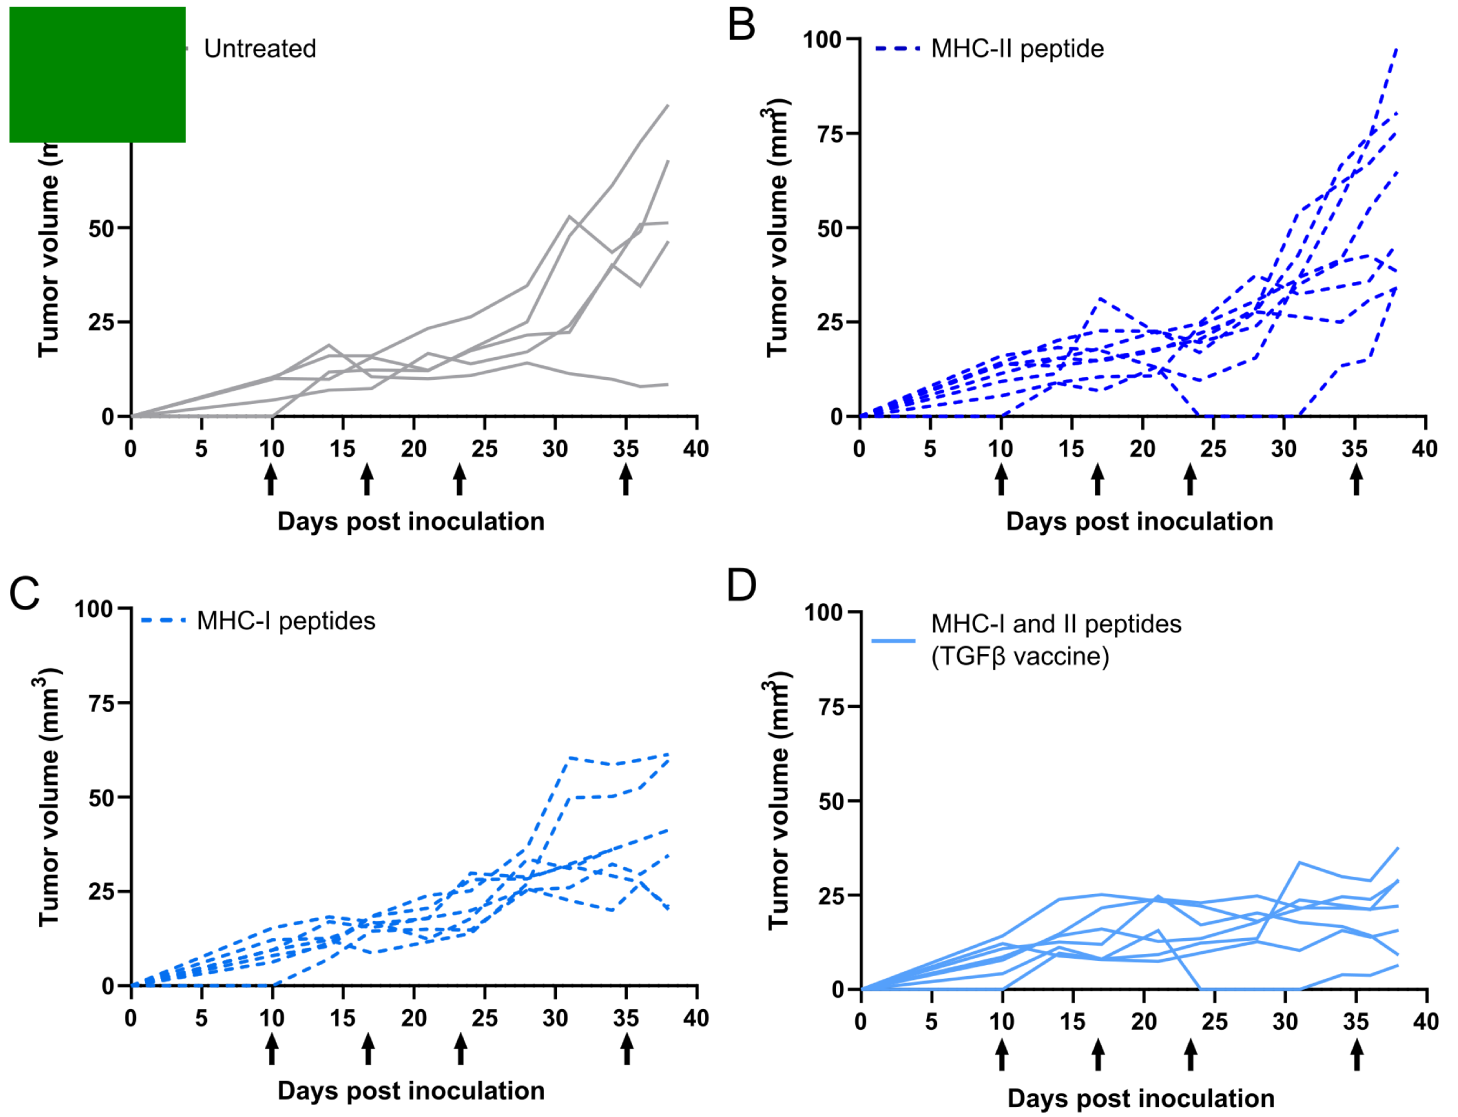 Untreated
50
25
0
0 5 10 15 20 25 30 35 40
Days post inoculation
Tumor volume (m
B
MHC-II peptide
100
75
50
25
0
0 5 10 15 20 25 30 35 40
Days post inoculation
Tumor volume (mm3)
C
MHC-I peptides
100
75
50
25
0
0 5 10 15 20 25 30 35 40
Days post inoculation
Tumor volume (mm3)
D
MHC-I and II peptides
(TGFβ vaccine)
100
75
50
25
0
0 5 10 15 20 25 30 35 40
Days post inoculation
Tumor volume (mm3)